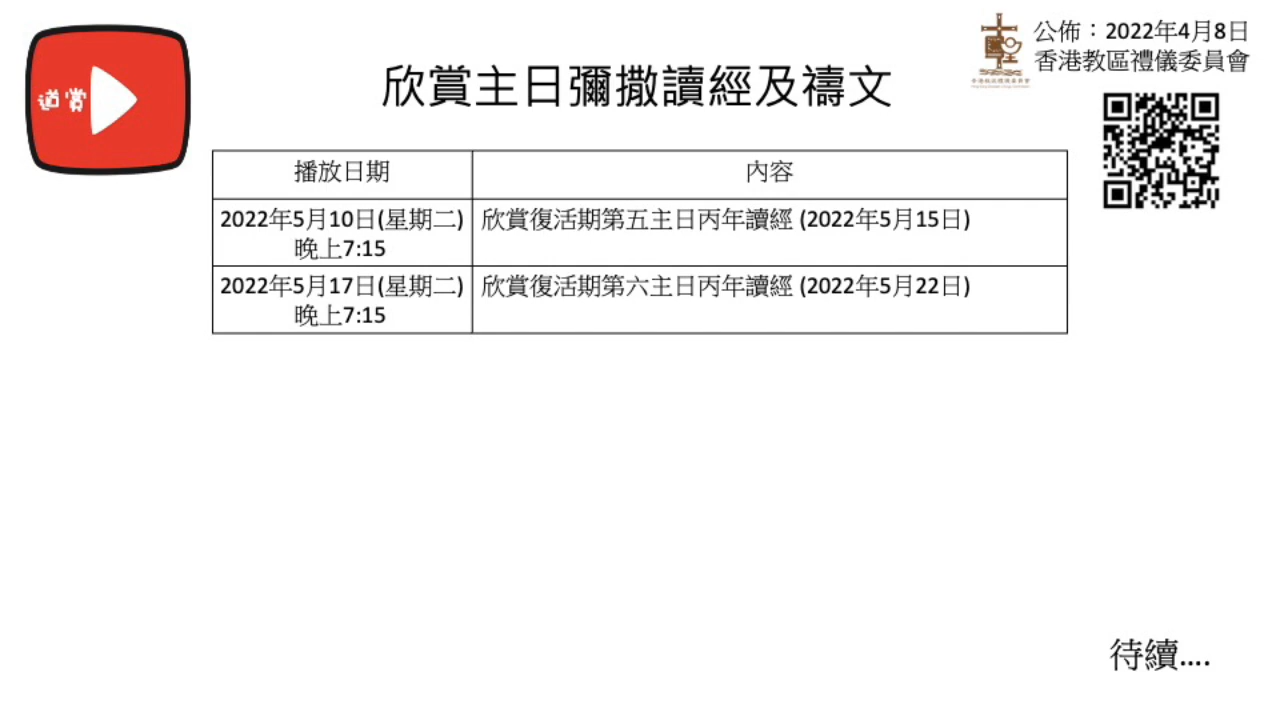 道賞
公佈：2022年4月8日
香港教區禮儀委員會
欣賞主日彌撒讀經及禱文
播放日期 內容
2022年5月10日(星期二) 欣賞復活期第五主日丙年讀經 (2022年5月15日)
晚上7:15
2022年5月17日(星期二) 欣賞復活期第六主日丙年讀經 (2022年5月22日)
晚上7:15
待續....